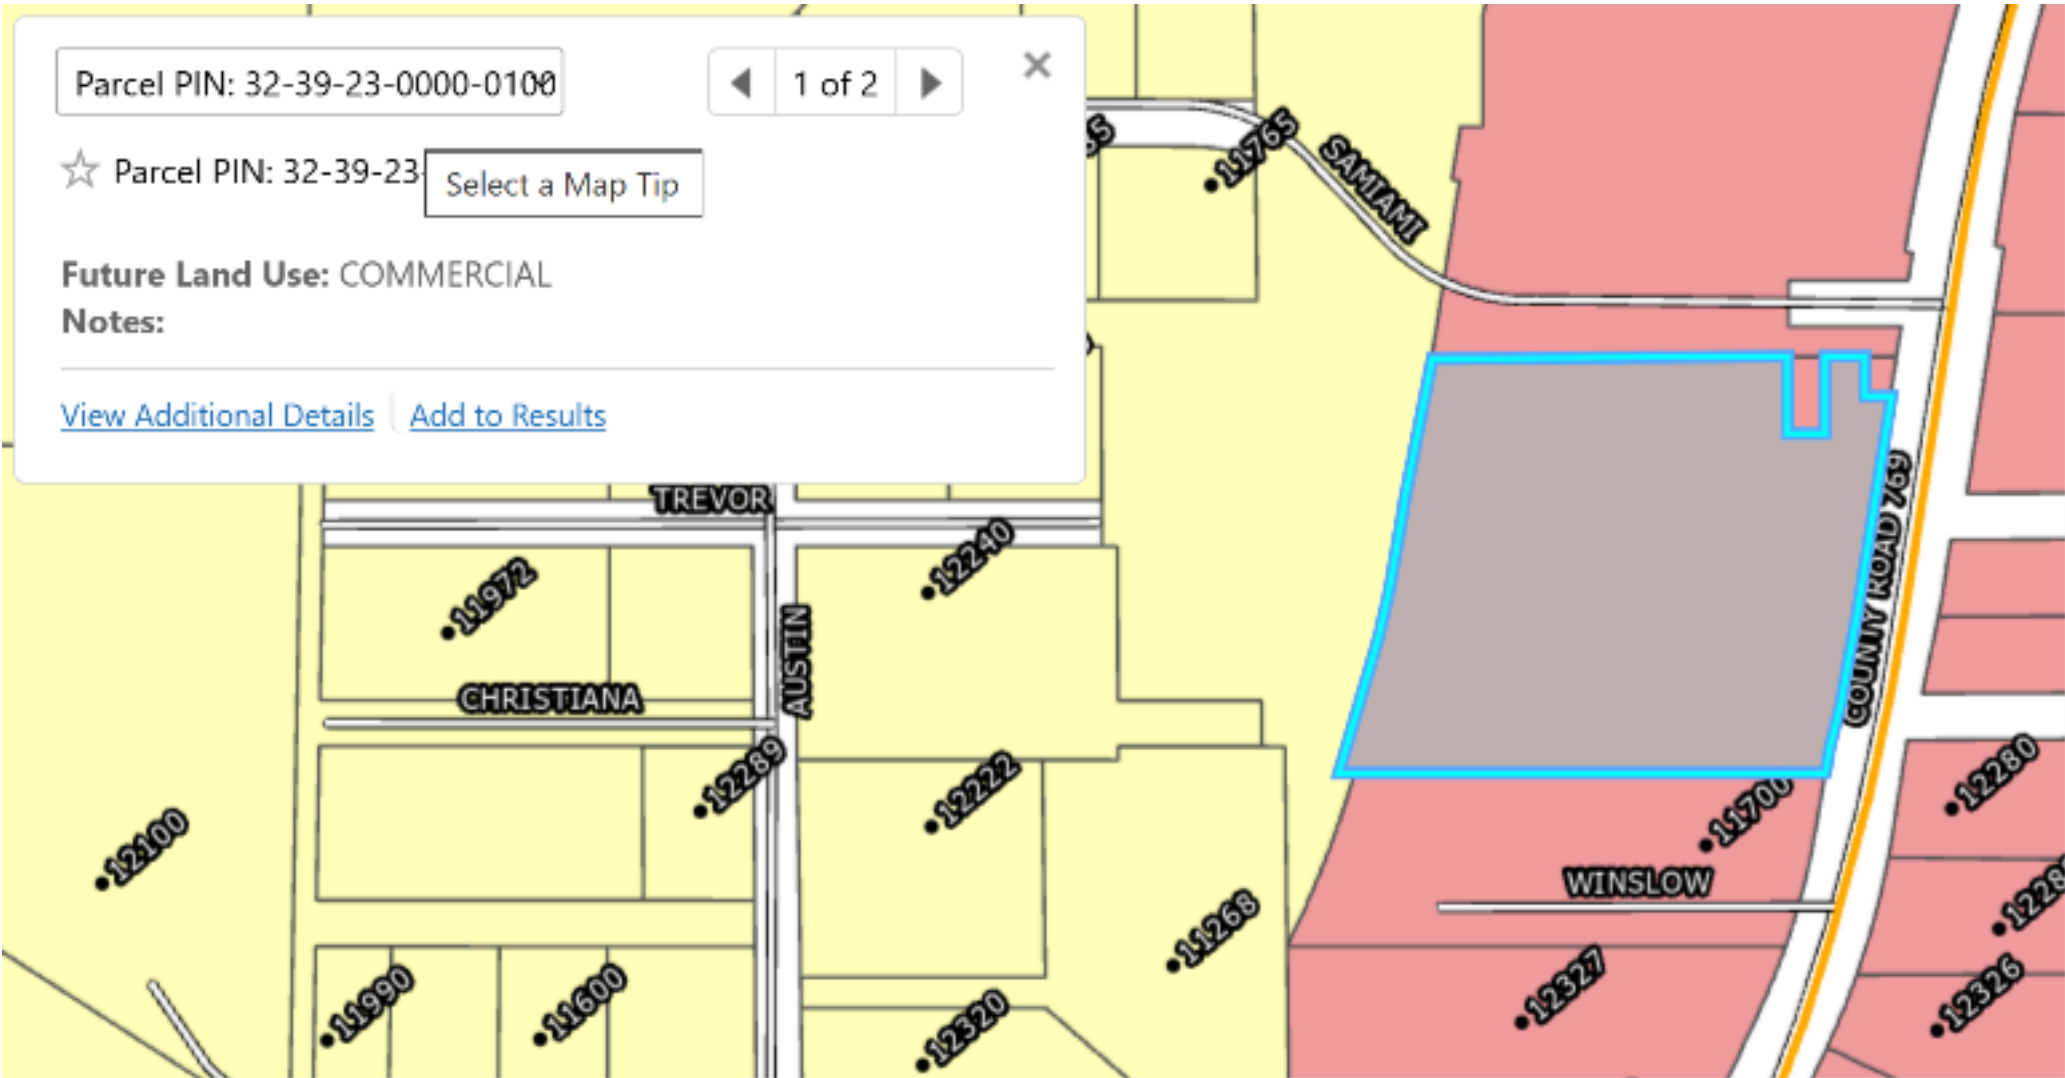 Parcel PIN: 32-39-23-0000-0100
1 of 2
Parcel PIN: 32-39-23-
Select a Map Tip
Future Land Use: COMMERCIAL
Notes:
View Additional Details
Add to Results
11765
SAMIAMI
TREVOR
12240
11972
AUSTIN
CHRISTIANA
COUNTY ROAD 769
12289
12222
12280
11700
12100
WINSLOW
11268
1228
12327
12326
11990
11600
12320